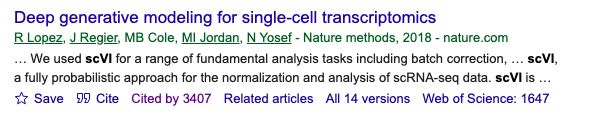 Deep generative modeling for single-cell transcriptomics
R Lopez, J Regier, MB Cole, MI Jordan, N Yosef - Nature methods, 2018 - nature.com
… We used scVI for a range of fundamental analysis tasks including batch correction, … scVI,
a fully probabilistic approach for the normalization and analysis of scRNA-seq data. scVI is …
Save Cite Cited by 3407 Related articles All 14 versions Web of Science: 1647